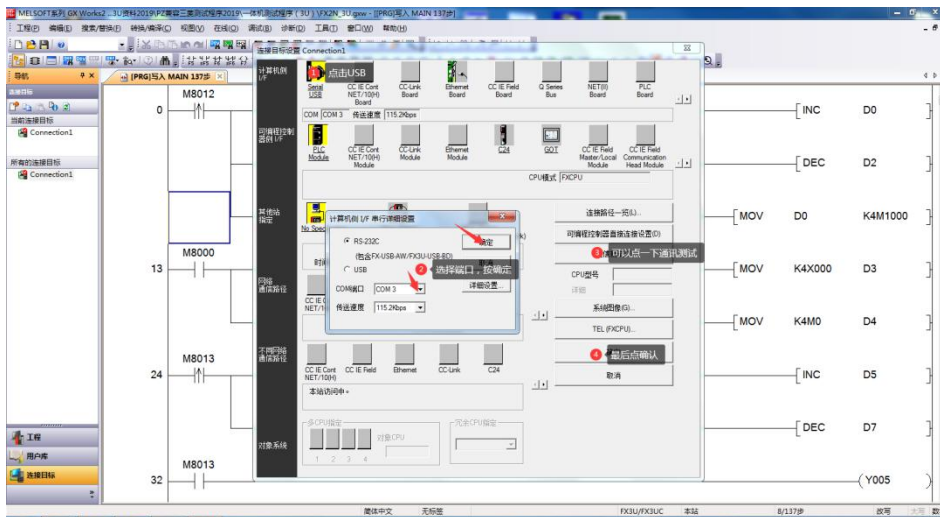 MELSOFT系列 GX Works2 ...3U资料2019\PZ兼容三菱测试程序2019\一体机测试程序（3U）\FX2N_3U.gxw - [[PRG]写入 MAIN 137步]
工程(P) 编辑(E) 搜索/替换(F) 转换/编译(C) 视图(V) 在线(O) 调试(B) 诊断(D) 工具(T) 窗口(W) 帮助(H)
导航
[PRG]写入 MAIN 137步
连接目标
当前连接目标
Connection1
所有的连接目标
Connection1
工程
用户库
连接目标
0
M8012
INC D0
DEC D2
MOV D0 K4M1000
13
M8000
MOV K4X000 D3
MOV K4M0 D4
24
M8013
INC D5
DEC D7
32
M8013
Y005
连接目标设置 Connection1
计算机侧 I/F
1 点击USB
Serial USB
CC IE Cont NET/10(H) Board
CC-Link Board
Ethernet Board
CC IE Field Board
Q Series Bus
NET(II) Board
PLC Board
COM COM 3 传送速度 115.2Kbps
可编程控制器侧 I/F
PLC Module
CC IE Cont NET/10(H) Module
CC-Link Module
Ethernet Module
C24
GOT
CC IE Field Master/Local Module
CC IE Field Communication Head Module
CPU模式 FXCPU
其他站指定
No Spec
计算机侧 I/F 串行详细设置
RS-232C
(包含FX-USB-AW/FX3U-USB-BD)
USB
COM端口 COM 3
传送速度 115.2Kbps
确定
2 选择端口，按确定
详细设置...
连接路径一览(L)...
可编程控制器直接连接设置(D)
3 可以点一下通讯测试
CPU型号
详细
系统图像(G)...
TEL (FXCPU)...
4 最后点确认
取消
网络通信路径
不同网络通信路径
CC IE Cont NET/10(H)
CC IE Field
Ethernet
CC-Link
C24
本站访问中。
对象系统
多CPU指定
1 2 3 4
对象CPU
冗余CPU指定
简体中文 无标签 FX3U/FX3UC 本站 8/137步 改写 大写 数